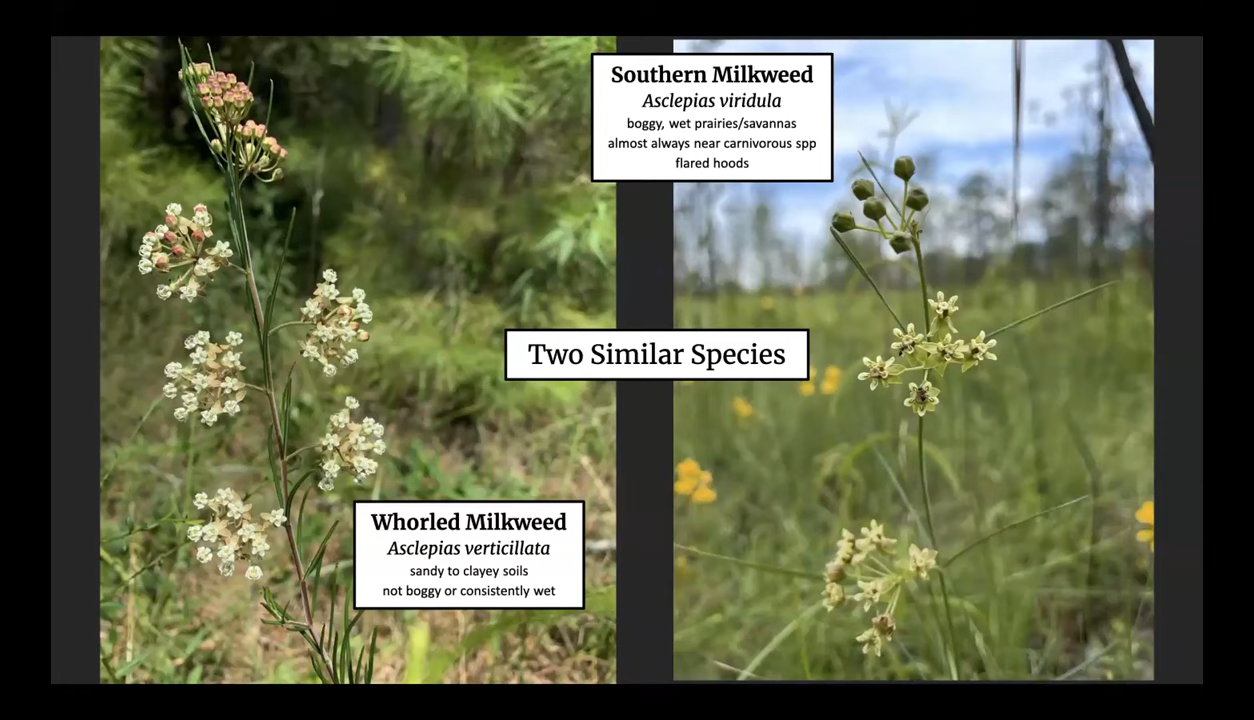 Southern Milkweed
Asclepias viridula
boggy, wet prairies/savannas
almost always near carnivorous spp
flared hoods
Two Similar Species
Whorled Milkweed
Asclepias verticillata
sandy to clayey soils
not boggy or consistently wet